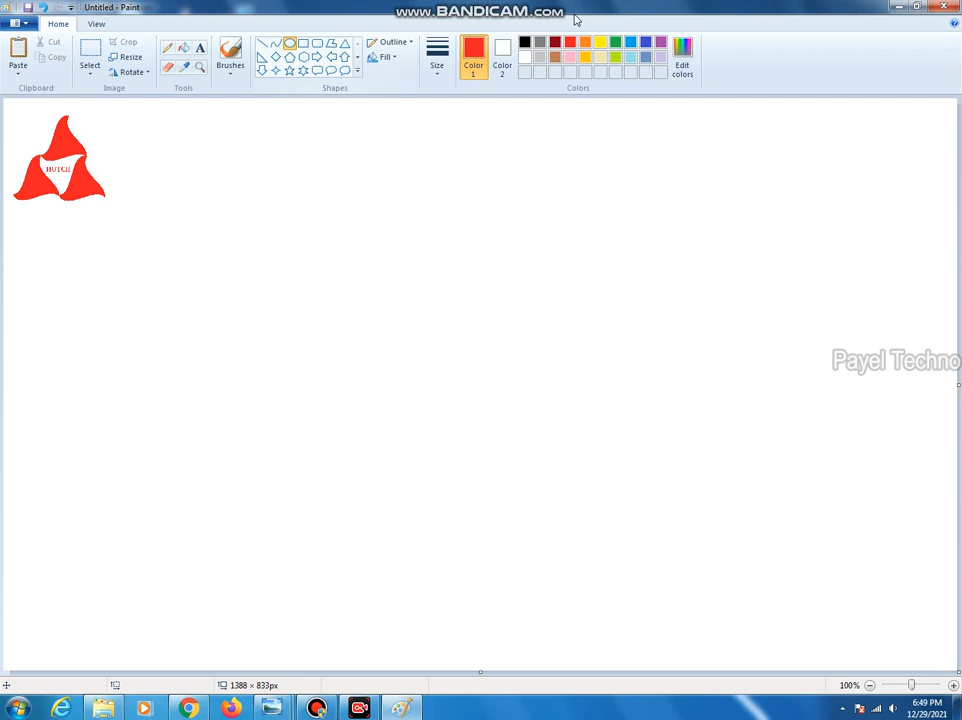 Untitled - Paint
www.BANDICAM.com
Home
View
Paste
Cut
Copy
Clipboard
Select
Crop
Resize
Rotate
Image
Tools
Brushes
Shapes
Outline
Fill
Size
Color
1
Color
2
Edit
colors
Colors
HUTCH
Payel Techno
1388 × 833px
100%
6:49 PM
12/29/2021